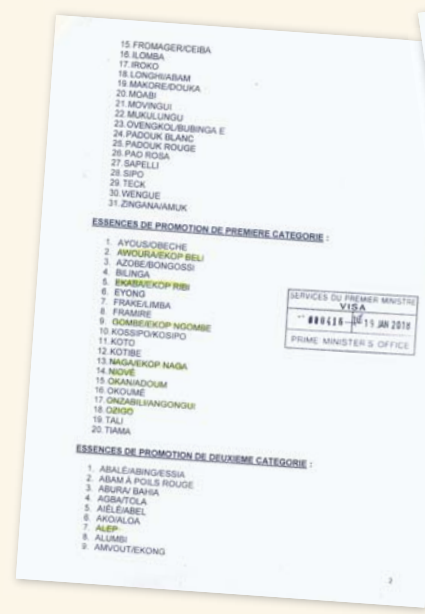 15. FROMAGER/CEIBA
16. ILOMBA
17. IROKO
18. LONGHI/ABAM
19. MAKORE/DOUKA
20. MOABI
21. MOVINGUI
22. MUKULUNGU
23. OVENGKOL/BUBINGA E
24. PADOUK BLANC
25. PADOUK ROUGE
26. PAO ROSA
27. SAPELLI
28. SIPO
29. TECK
30. WENGUE
31. ZINGANA/AMUK
ESSENCES DE PROMOTION DE PREMIERE CATEGORIE :
1. AYOUS/OBECHE
2. AWOURA/EKOP BELI
3. AZOBE/BONGOSSI
4. BILINGA
5. EKABA/EKOP RIBI
6. EYONG
7. FRAKE/LIMBA
8. FRAMIRE
9. GOMBE/EKOP NGOMBE
10. KOSSIPO/KOSIPO
11. KOTO
12. KOTIBE
13. NAGA/EKOP NAGA
14. NIOVÉ
15. OKAN/ADOUM
16. OKOUMÉ
17. ONZABILI/ANGONGUI
18. OZIGO
19. TALI
20. TIAMA
SERVICES DU PREMIER MINISTRE
VISA
000416 19 JAN 2018
PRIME MINISTER'S OFFICE
ESSENCES DE PROMOTION DE DEUXIEME CATEGORIE :
1. ABALÉ/ABING/ESSIA
2. ABAM À POILS ROUGE
3. ABURA/ BAHIA
4. AGBA/TOLA
5. AIÉLÉ/ABEL
6. AKO/ALOA
7. ALEP
8. ALUMBI
9. AMVOUT/EKONG
2